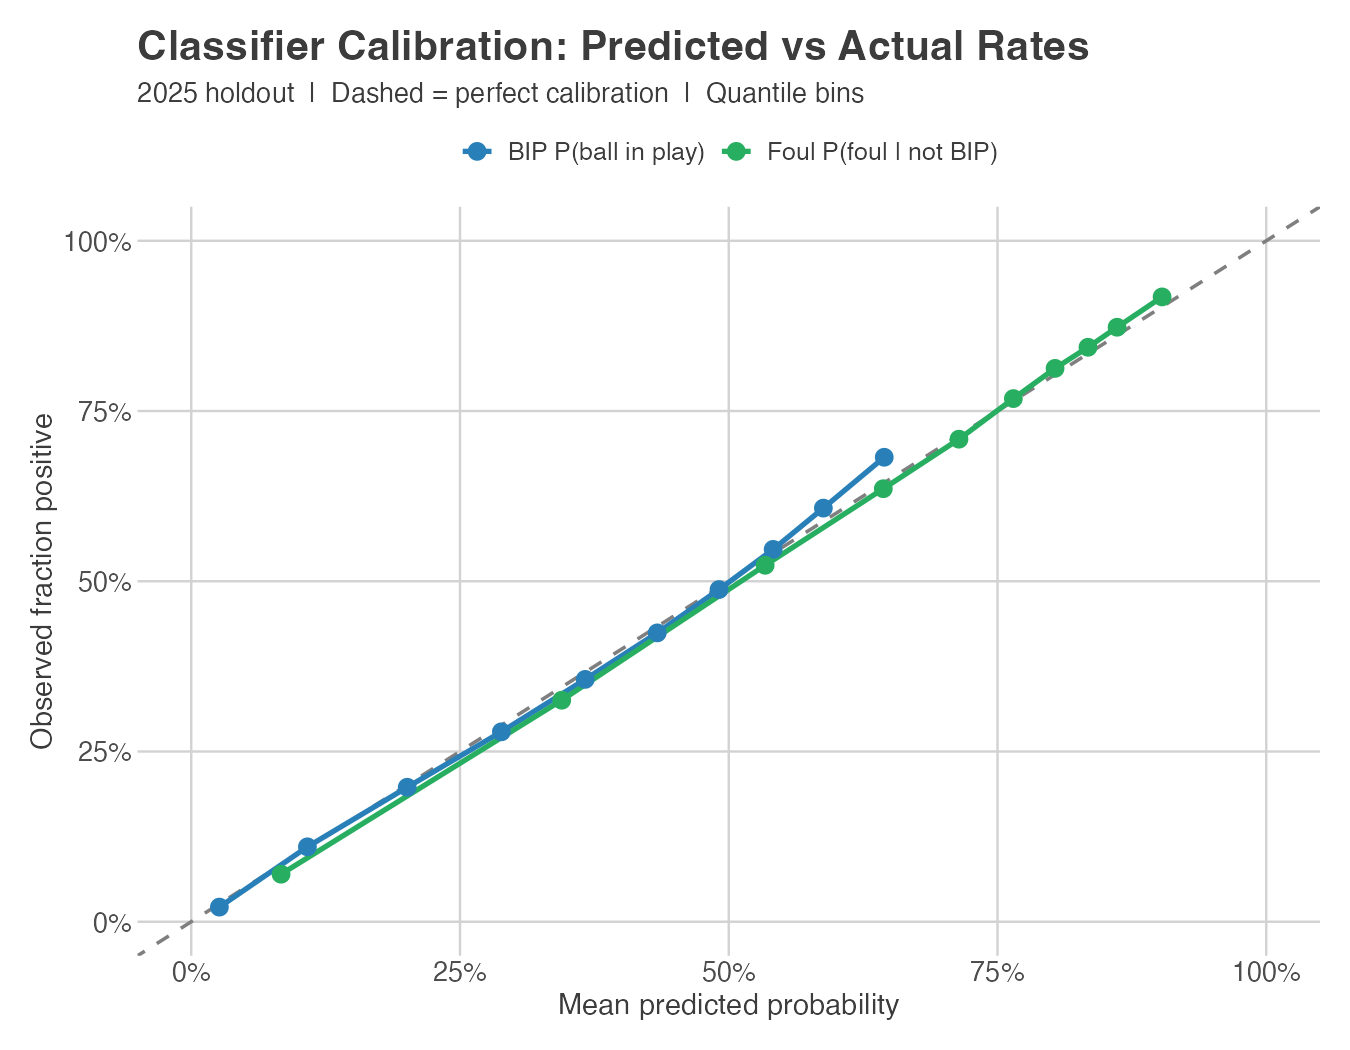 Classifier Calibration: Predicted vs Actual Rates
2025 holdout | Dashed = perfect calibration | Quantile bins
BIP P(ball in play) Foul P(foul | not BIP)
100%
75%
50%
25%
0%
Observed fraction positive
0% 25% 50% 75% 100%
Mean predicted probability